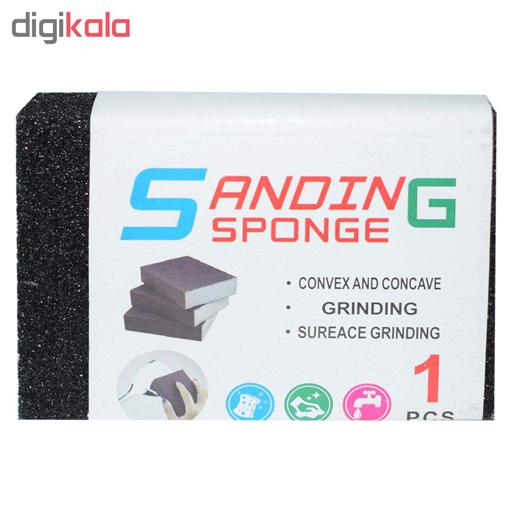 digikala
SANDING
SPONGE
• CONVEX AND CONCAVE
• GRINDING
• SUREACE GRINDING
1
PCS